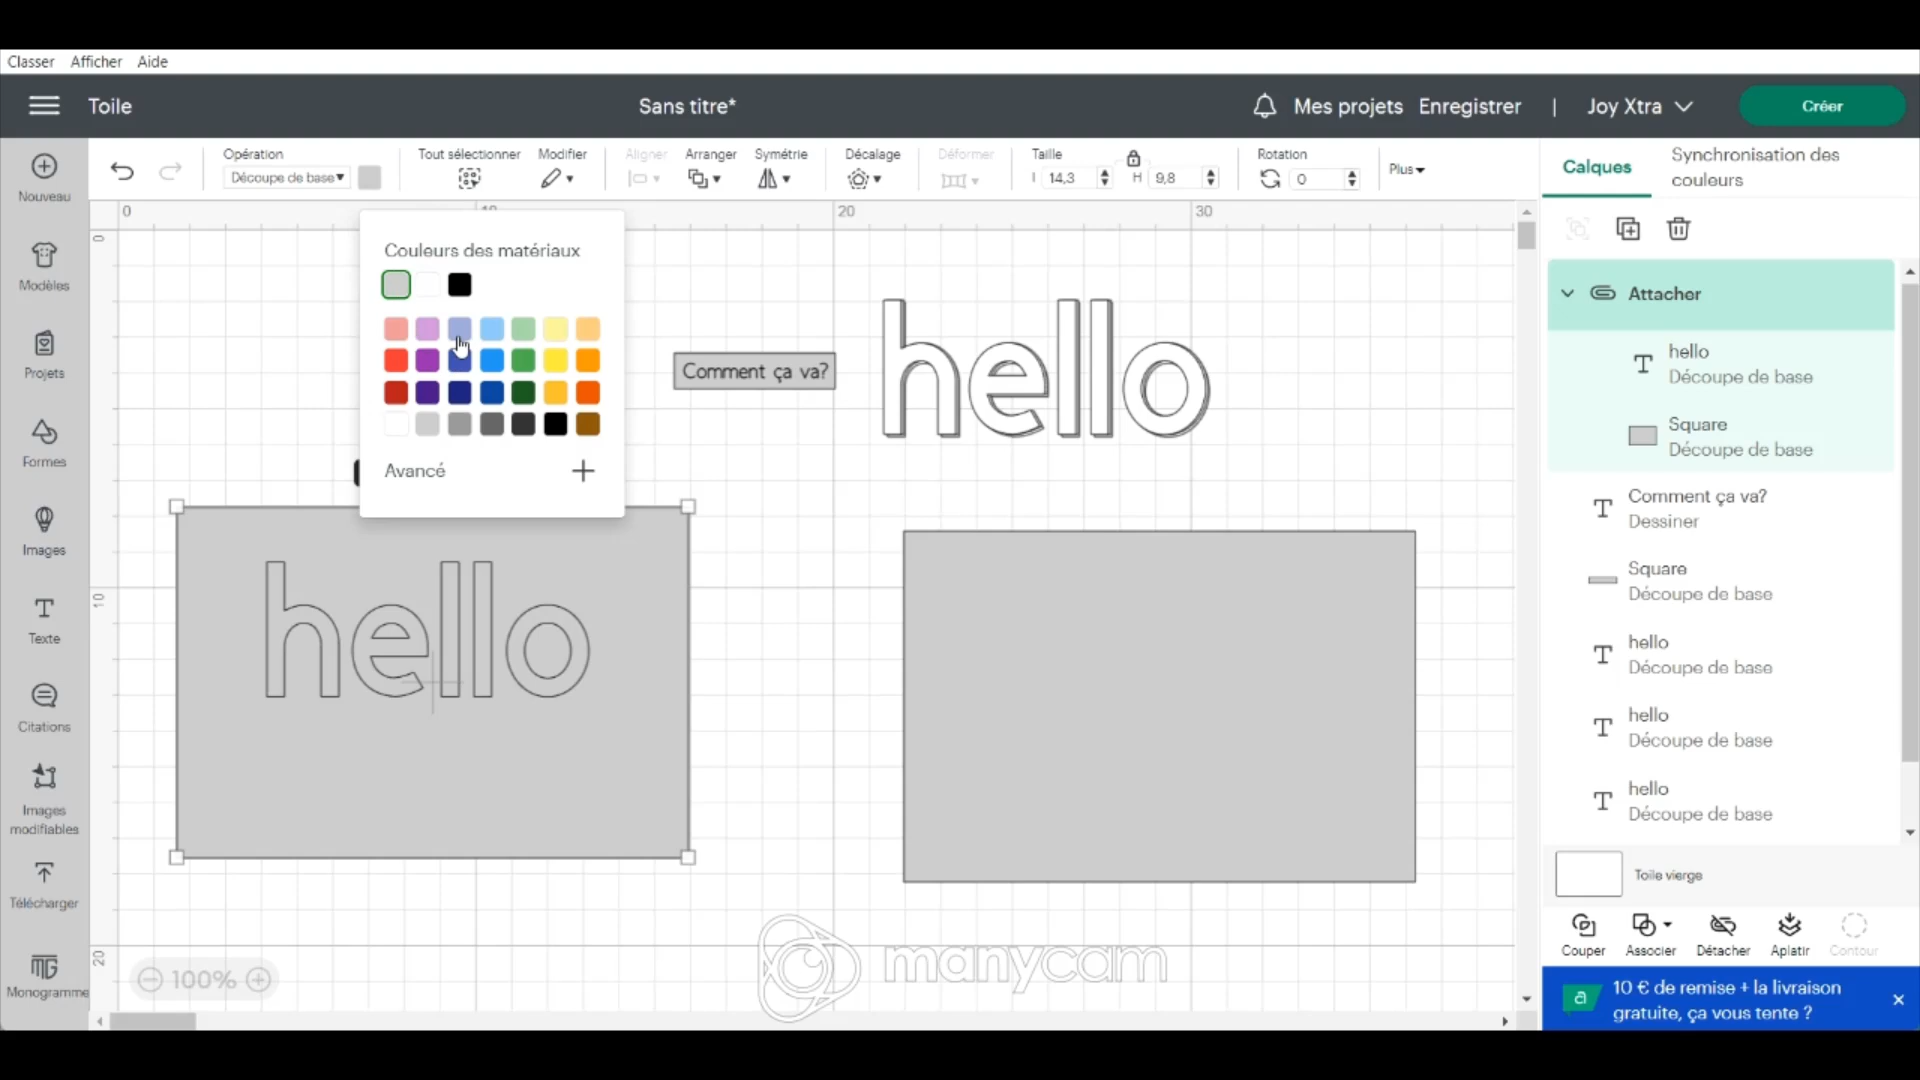 Classer Afficher Aide
Toile
Sans titre*
Mes projets Enregistrer | Joy Xtra
Créer
Nouveau
Modèles
Projets
Formes
Images
Texte
Citations
Images
modifiables
Télécharger
Monogramme
Opération
Découpe de base
Tout sélectionner
Modifier
Aligner
Arranger
Symétrie
Décalage
Déformer
Taille
l 14,3
H 9,8
Rotation
0
Plus
0
10
20
30
0
10
20
Couleurs des matériaux
Avancé
Comment ça va?
hello
hello
100%
manycam
Calques
Synchronisation des
couleurs
Attacher
hello
Découpe de base
Square
Découpe de base
Comment ça va?
Dessiner
Square
Découpe de base
hello
Découpe de base
hello
Découpe de base
hello
Découpe de base
Toile vierge
Couper
Associer
Détacher
Aplatir
Contour
a
10 € de remise + la livraison
gratuite, ça vous tente ?